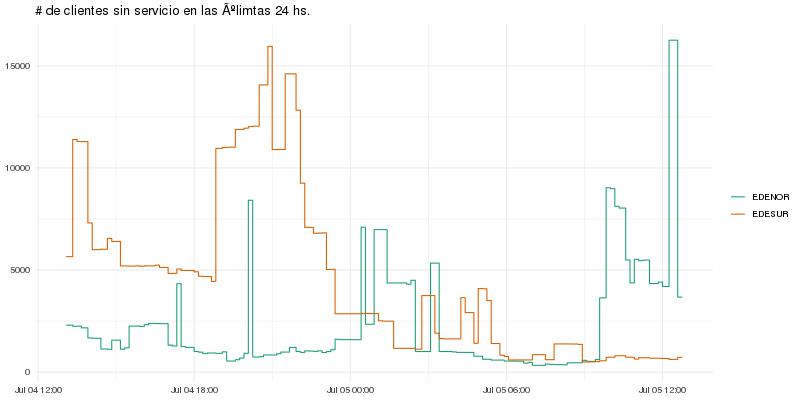 # de clientes sin servicio en las Ãºlimtas 24 hs.
15000
10000
5000
0
Jul 04 12:00 Jul 04 18:00 Jul 05 00:00 Jul 05 06:00 Jul 05 12:00
EDENOR
EDESUR